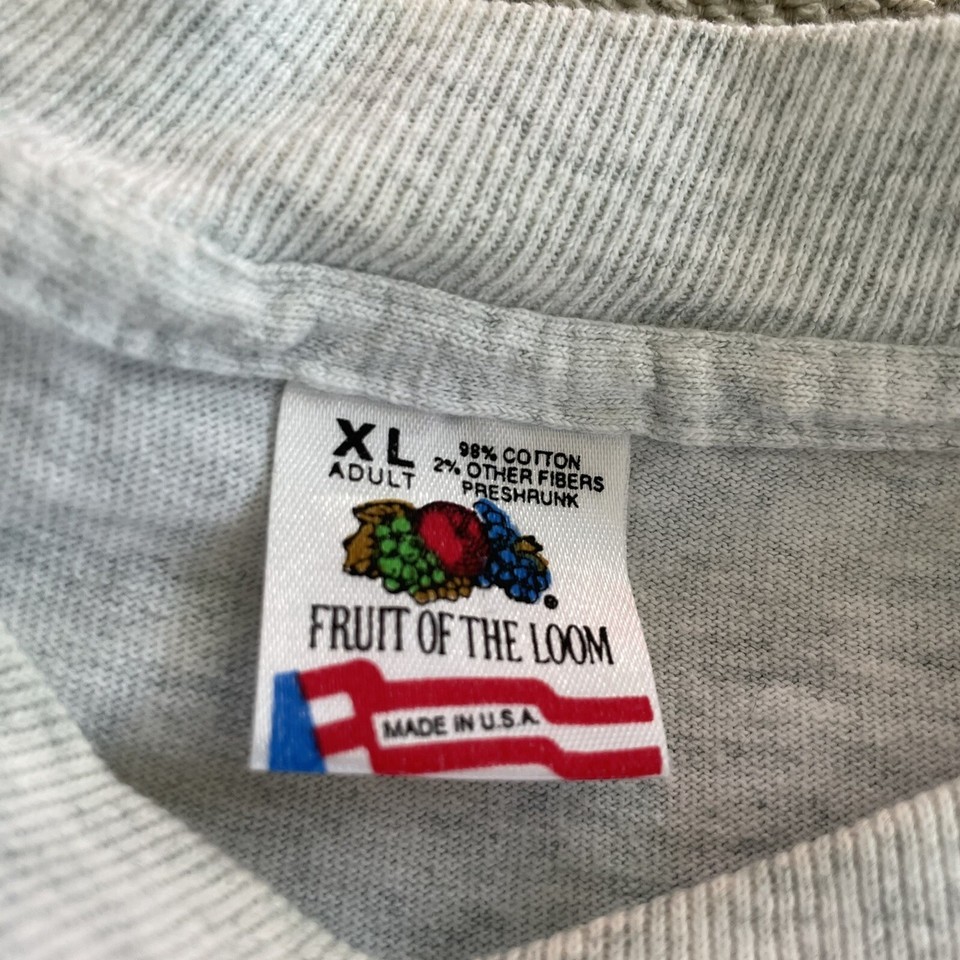 XL
ADULT
98% COTTON
2% OTHER FIBERS
PRESHRUNK
FRUIT OF THE LOOM
®
MADE IN U.S.A.